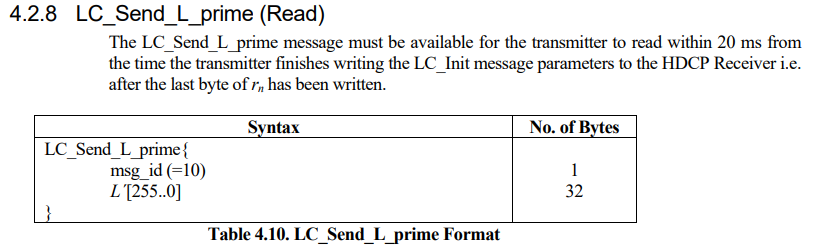 4.2.8 LC_Send_L_prime (Read)
The LC_Send_L_prime message must be available for the transmitter to read within 20 ms from
the time the transmitter finishes writing the LC_Init message parameters to the HDCP Receiver i.e.
after the last byte of rn has been written.
Syntax No. of Bytes
LC_Send_L_prime{
msg_id (=10) 1
L'[255..0] 32
}
Table 4.10. LC_Send_L_prime Format